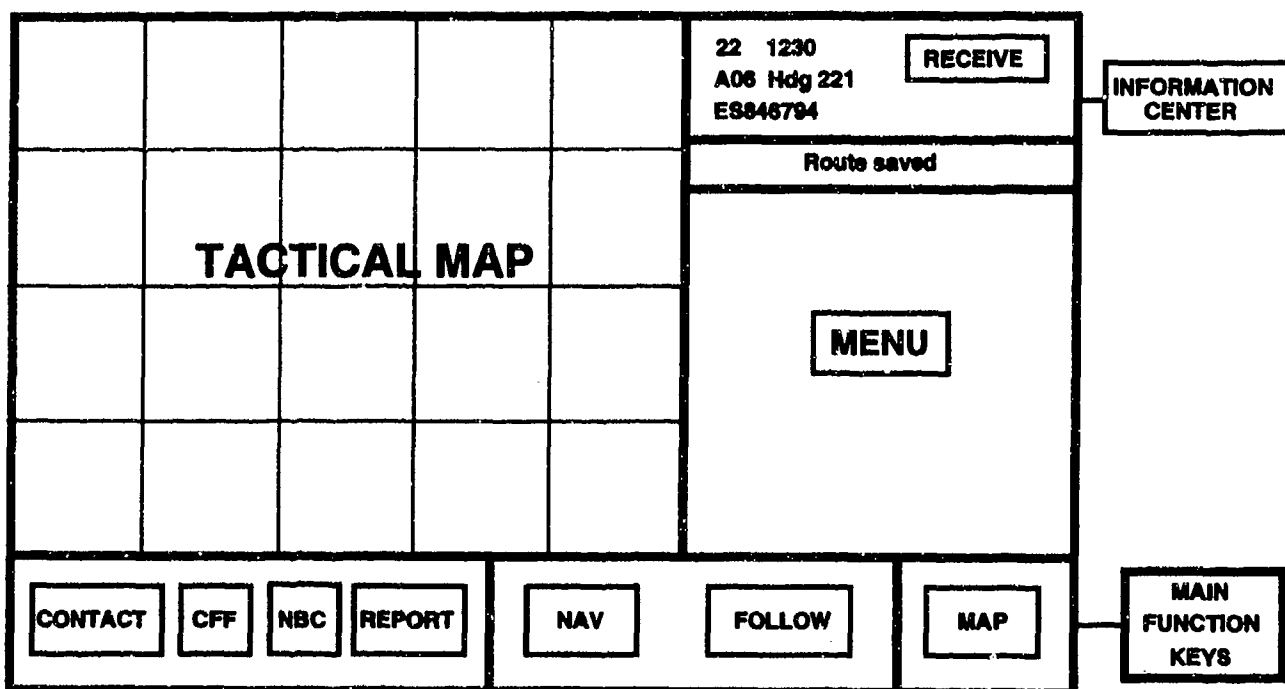 22 1230
A06 Hdg 221
ES846794
RECEIVE
INFORMATION
CENTER
Route saved
TACTICAL MAP
MENU
CONTACT
CFF
NBC
REPORT
NAV
FOLLOW
MAP
MAIN
FUNCTION
KEYS